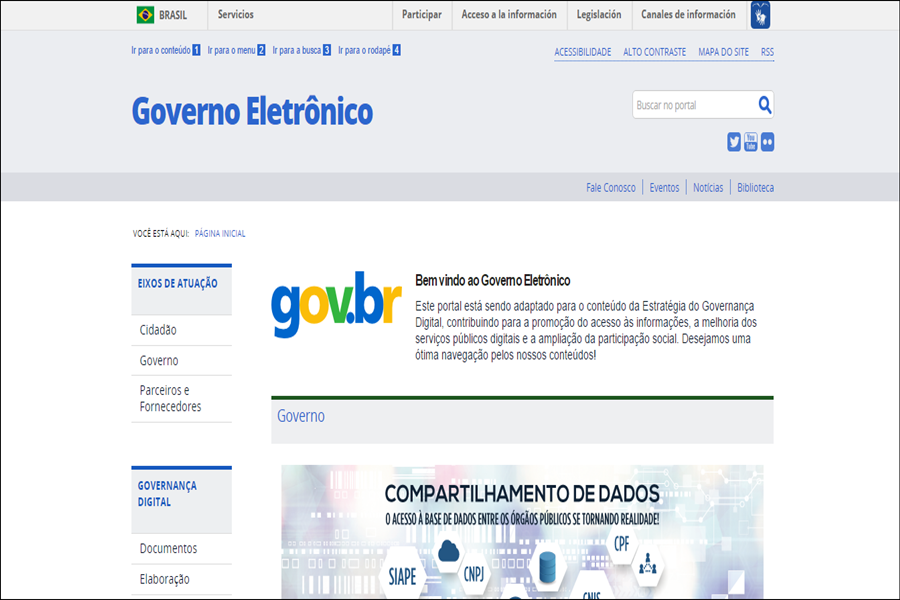 BRASIL Servicios Participar Acceso a la información Legislación Canales de información
Ir para o conteúdo 1 Ir para o menu 2 Ir para a busca 3 Ir para o rodapé 4 ACESSIBILIDADE ALTO CONTRASTE MAPA DO SITE RSS
Governo Eletrônico
Buscar no portal
You
Tube
Fale Conosco Eventos Notícias Biblioteca
VOCÊ ESTÁ AQUI: PÁGINA INICIAL
EIXOS DE ATUAÇÃO
Cidadão
Governo
Parceiros e
Fornecedores
GOVERNANÇA
DIGITAL
Documentos
Elaboração
gov.br
Bem vindo ao Governo Eletrônico
Este portal está sendo adaptado para o conteúdo da Estratégia do Governança
Digital, contribuindo para a promoção do acesso às informações, a melhoria dos
serviços públicos digitais e a ampliação da participação social. Desejamos uma
ótima navegação pelos nossos conteúdos!
Governo
COMPARTILHAMENTO DE DADOS
O ACESSO À BASE DE DADOS ENTRE OS ÓRGÃOS PÚBLICOS SE TORNANDO REALIDADE!
CPF
SIAPE CNPJ
CNIS